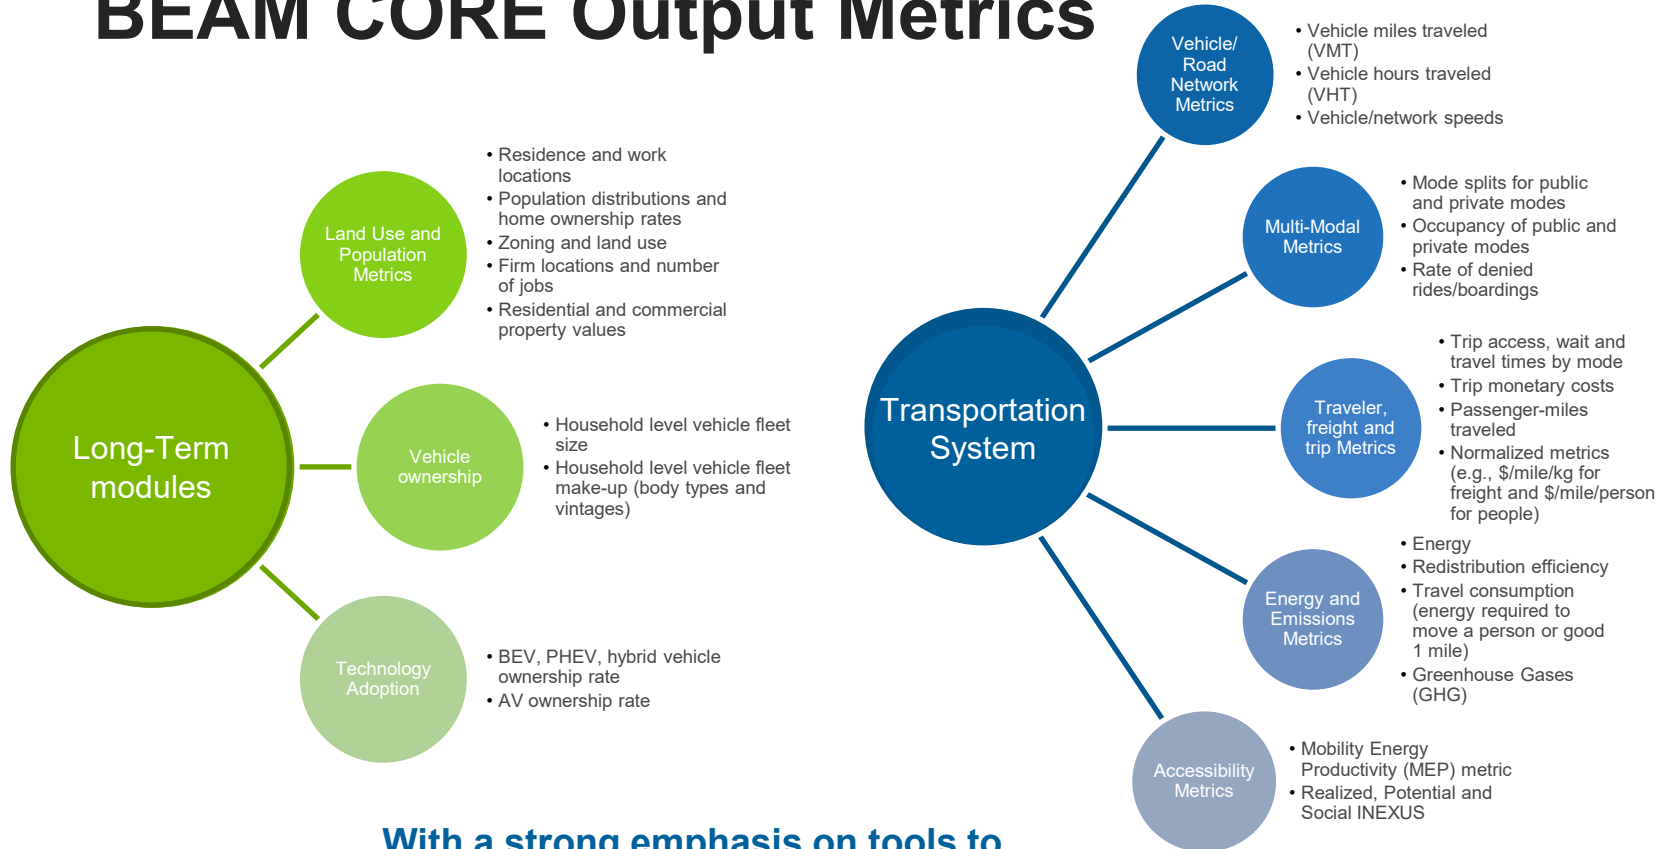 BEAM CORE Output Metrics
Long-Term
modules
Land Use and
Population
Metrics
• Residence and work
locations
• Population distributions and
home ownership rates
• Zoning and land use
• Firm locations and number
of jobs
• Residential and commercial
property values
Vehicle
ownership
• Household level vehicle fleet
size
• Household level vehicle fleet
make-up (body types and
vintages)
Technology
Adoption
• BEV, PHEV, hybrid vehicle
ownership rate
• AV ownership rate
Transportation
System
Vehicle/
Road
Network
Metrics
• Vehicle miles traveled
(VMT)
• Vehicle hours traveled
(VHT)
• Vehicle/network speeds
Multi-Modal
Metrics
• Mode splits for public
and private modes
• Occupancy of public and
private modes
• Rate of denied
rides/boardings
Traveler,
freight and
trip Metrics
• Trip access, wait and
travel times by mode
• Trip monetary costs
• Passenger-miles
traveled
• Normalized metrics
(e.g., $/mile/kg for
freight and $/mile/person
for people)
Energy and
Emissions
Metrics
• Energy
• Redistribution efficiency
• Travel consumption
(energy required to
move a person or good
1 mile)
• Greenhouse Gases
(GHG)
Accessibility
Metrics
• Mobility Energy
Productivity (MEP) metric
• Realized, Potential and
Social INEXUS
With a strong emphasis on tools to